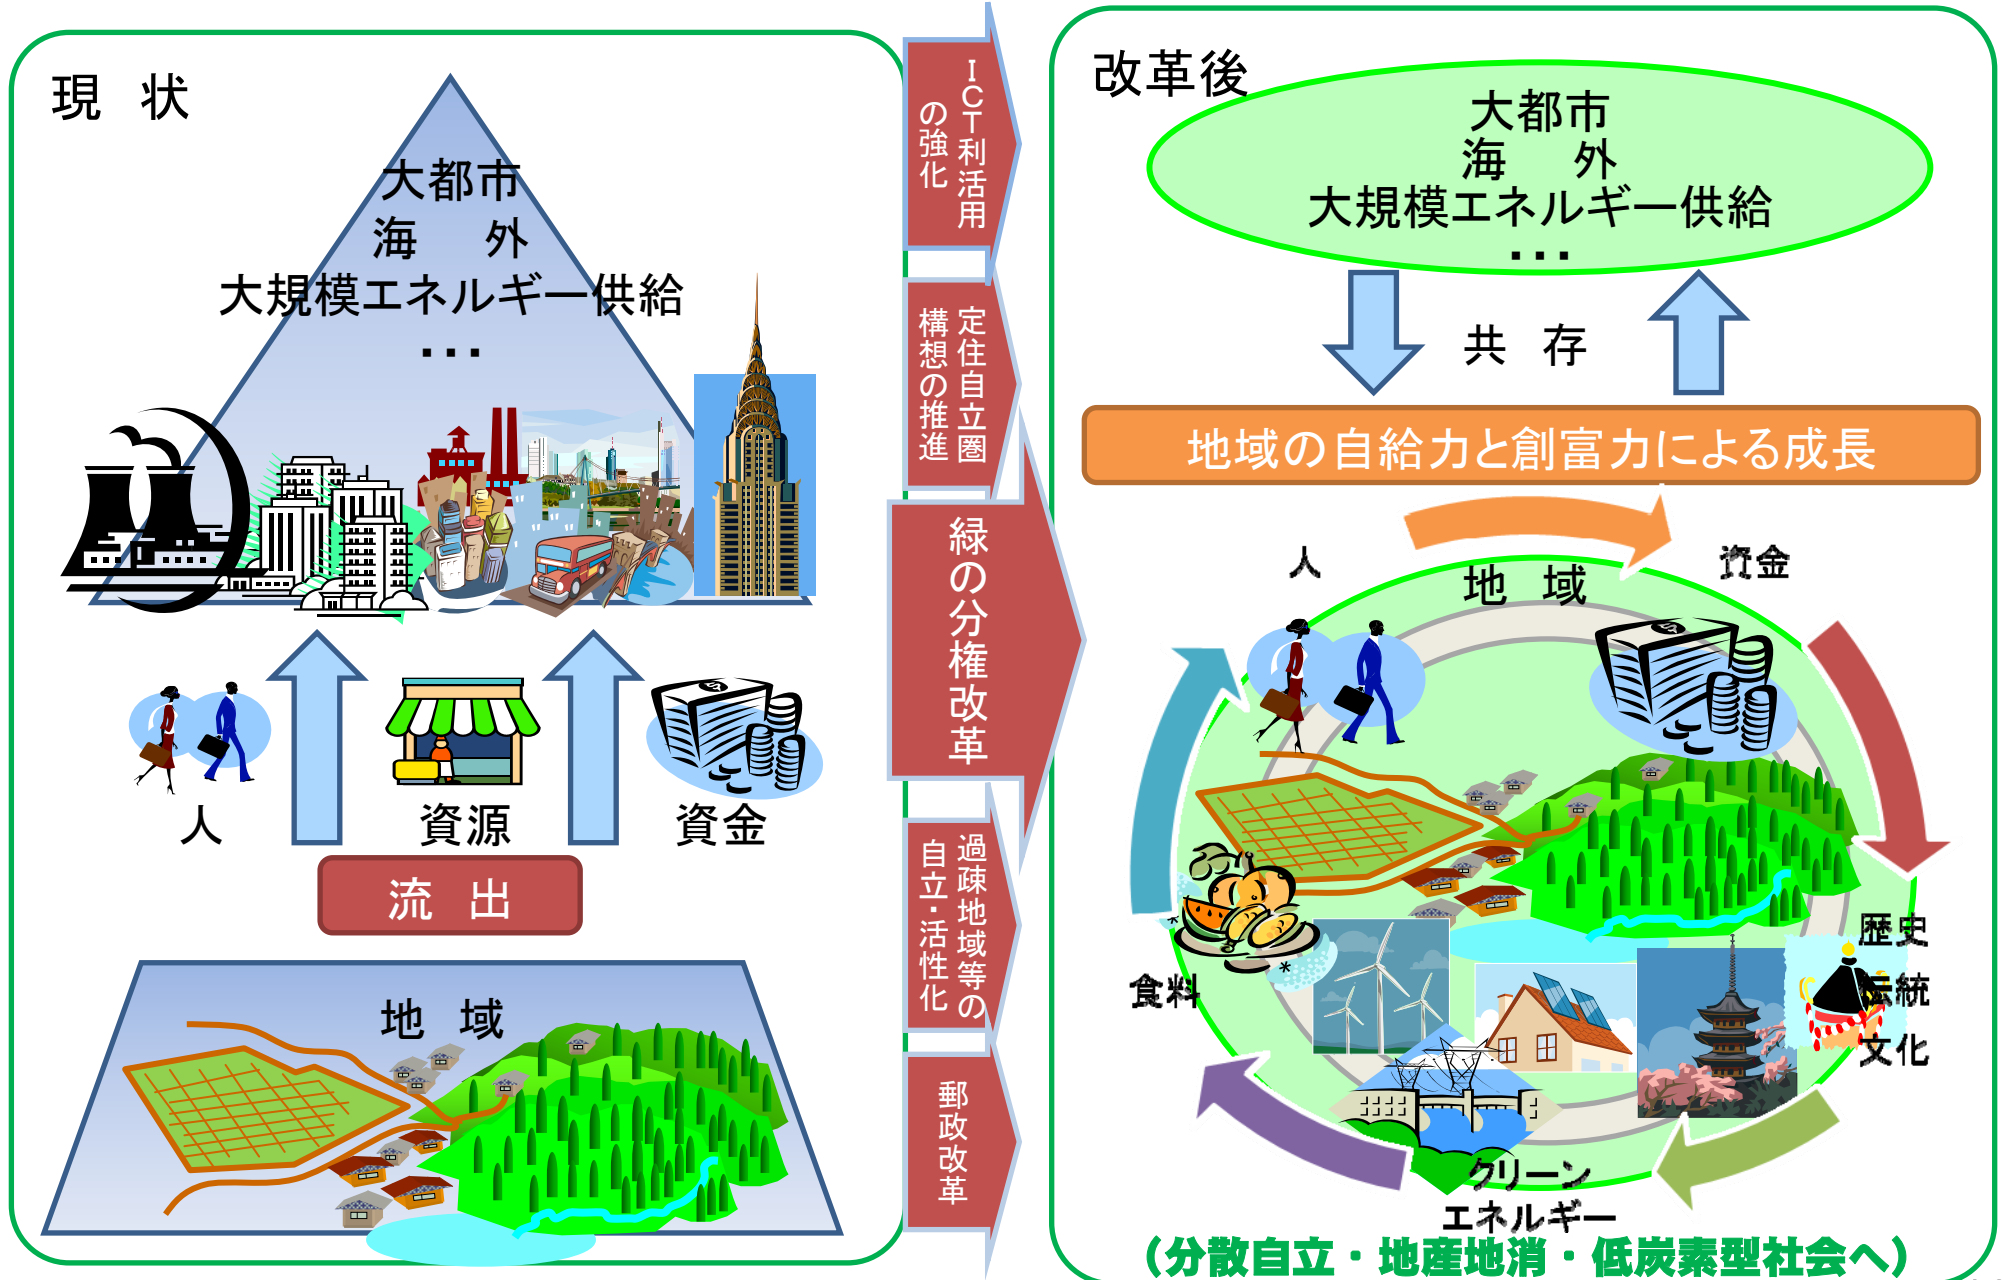 現　状
大都市
海　外
大規模エネルギー供給
・・・
人
資源
資金
流　出
地　域
ＩＣＴ利活用
の強化
定住自立圏
構想の推進
緑の分権改革
過疎地域等の
自立・活性化
郵政改革
改革後
大都市
海　外
大規模エネルギー供給
・・・
共　存
地域の自給力と創富力による成長
人
資金
地　域
歴史
伝統
文化
食料
クリーン
エネルギー
（分散自立・地産地消・低炭素型社会へ）